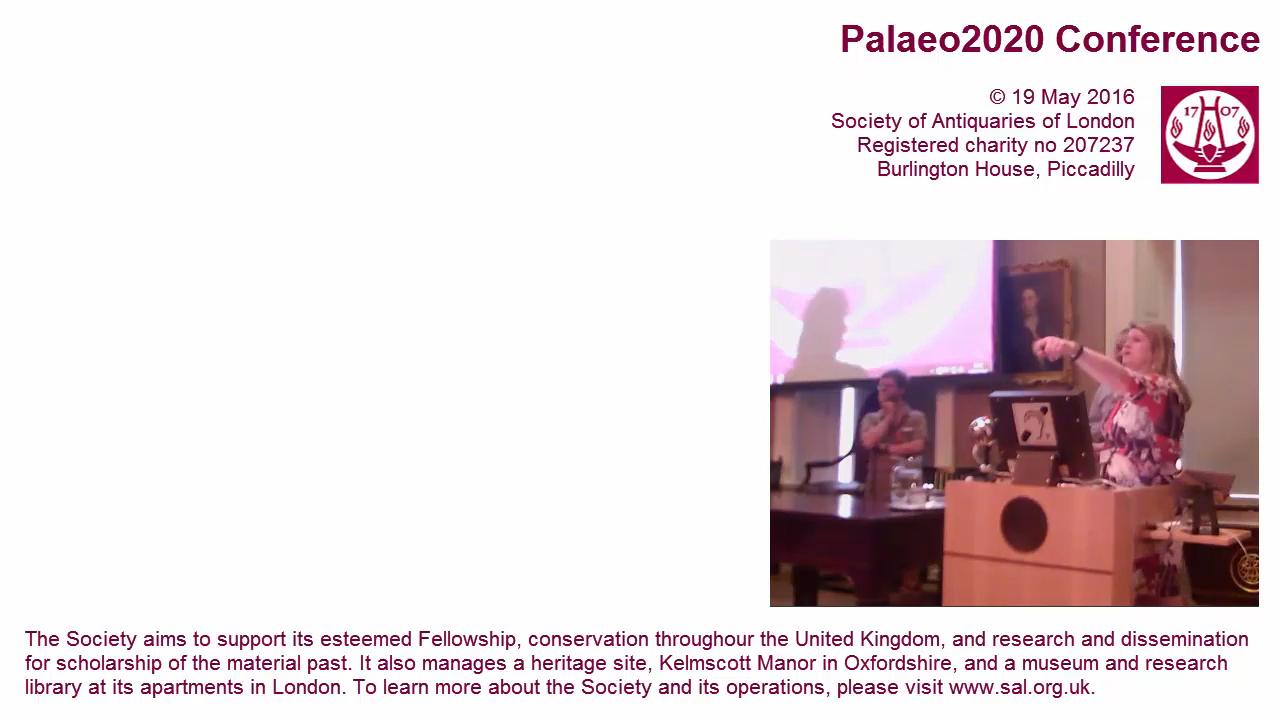 Palaeo2020 Conference
© 19 May 2016
Society of Antiquaries of London
Registered charity no 207237
Burlington House, Piccadilly
17 07
The Society aims to support its esteemed Fellowship, conservation throughour the United Kingdom, and research and dissemination
for scholarship of the material past. It also manages a heritage site, Kelmscott Manor in Oxfordshire, and a museum and research
library at its apartments in London. To learn more about the Society and its operations, please visit www.sal.org.uk.